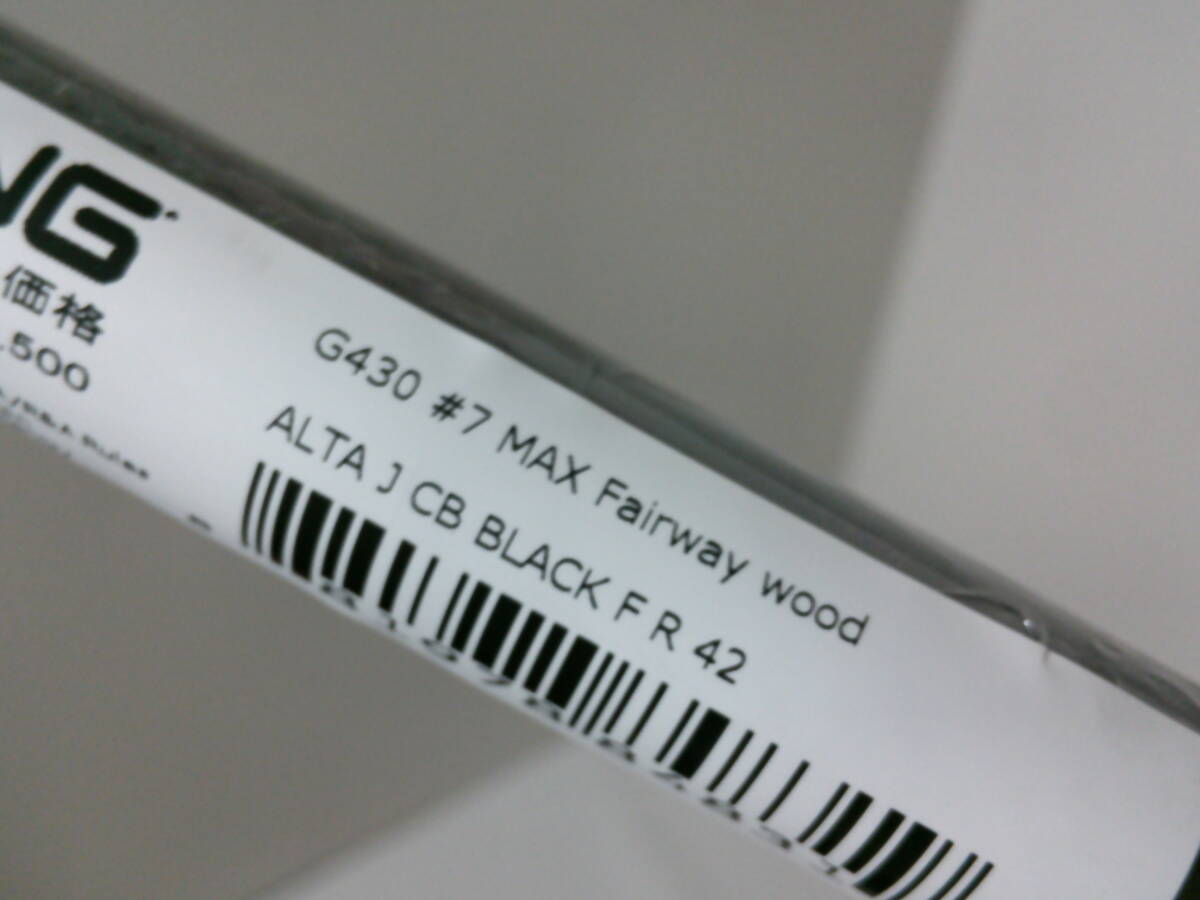 NG
価格
,500
G430 #7 MAX Fairway wood
ALTA J CB BLACK F R 42